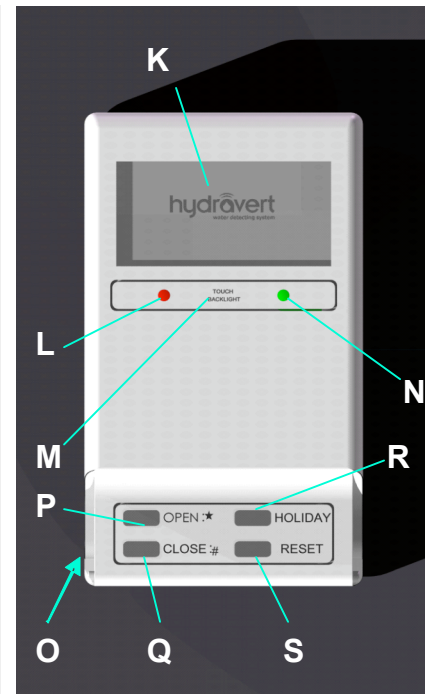 K
hydravert
water detecting system
TOUCH
BACKLIGHT
L
N
M
R
P
OPEN :★ HOLIDAY
CLOSE :# RESET
O
Q
S